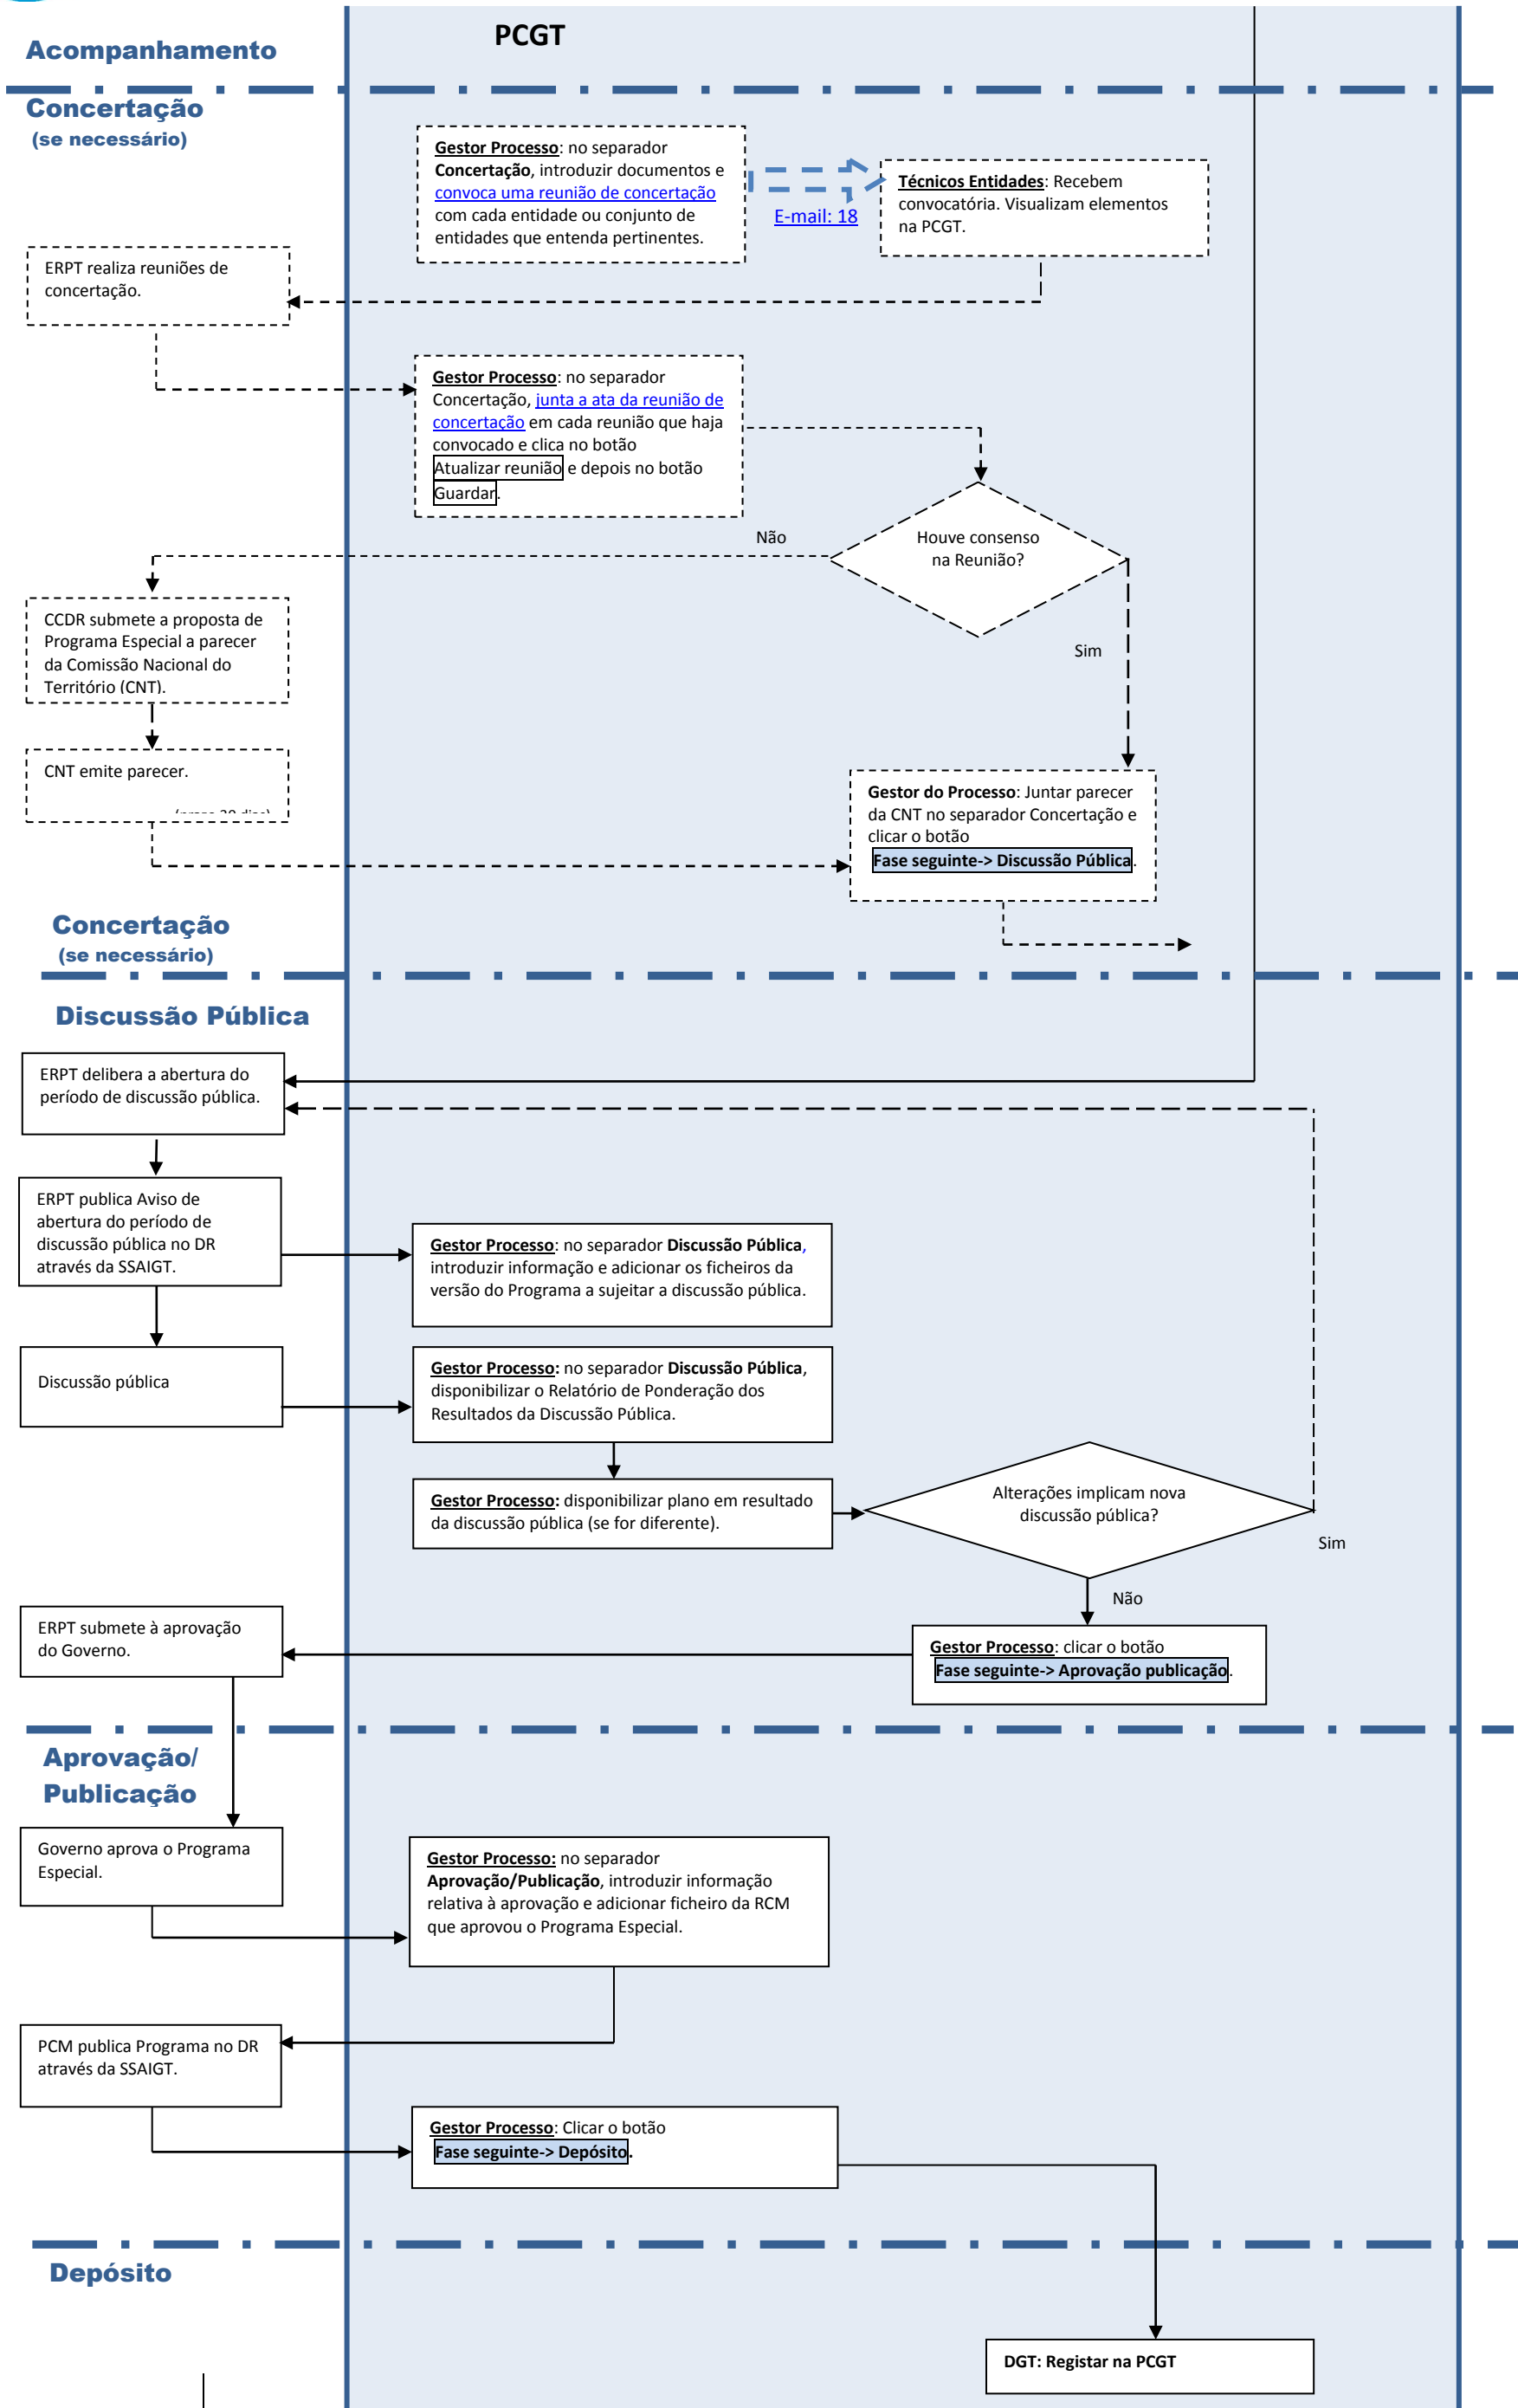 PCGT
Acompanhamento
Concertação
(se necessário)
Gestor Processo: no separador
Concertação, introduzir documentos e
convoca uma reunião de concertação
com cada entidade ou conjunto de
entidades que entenda pertinentes.
E-mail: 18
Técnicos Entidades: Recebem
convocatória. Visualizam elementos
na PCGT.
ERPT realiza reuniões de
concertação.
Gestor Processo: no separador
Concertação, junta a ata da reunião de
concertação em cada reunião que haja
convocado e clica no botão
Atualizar reunião e depois no botão
Guardar.
Houve consenso
na Reunião?
Não
Sim
CCDR submete a proposta de
Programa Especial a parecer
da Comissão Nacional do
Território (CNT).
CNT emite parecer.
Gestor do Processo: Juntar parecer
da CNT no separador Concertação e
clicar o botão
Fase seguinte-> Discussão Pública.
Concertação
(se necessário)
Discussão Pública
ERPT delibera a abertura do
período de discussão pública.
ERPT publica Aviso de
abertura do período de
discussão pública no DR
através da SSAIGT.
Gestor Processo: no separador Discussão Pública,
introduzir informação e adicionar os ficheiros da
versão do Programa a sujeitar a discussão pública.
Discussão pública
Gestor Processo: no separador Discussão Pública,
disponibilizar o Relatório de Ponderação dos
Resultados da Discussão Pública.
Gestor Processo: disponibilizar plano em resultado
da discussão pública (se for diferente).
Alterações implicam nova
discussão pública?
Sim
Não
ERPT submete à aprovação
do Governo.
Gestor Processo: clicar o botão
Fase seguinte-> Aprovação publicação.
Aprovação/
Publicação
Governo aprova o Programa
Especial.
Gestor Processo: no separador
Aprovação/Publicação, introduzir informação
relativa à aprovação e adicionar ficheiro da RCM
que aprovou o Programa Especial.
PCM publica Programa no DR
através da SSAIGT.
Gestor Processo: Clicar o botão
Fase seguinte-> Depósito.
Depósito
DGT: Registar na PCGT